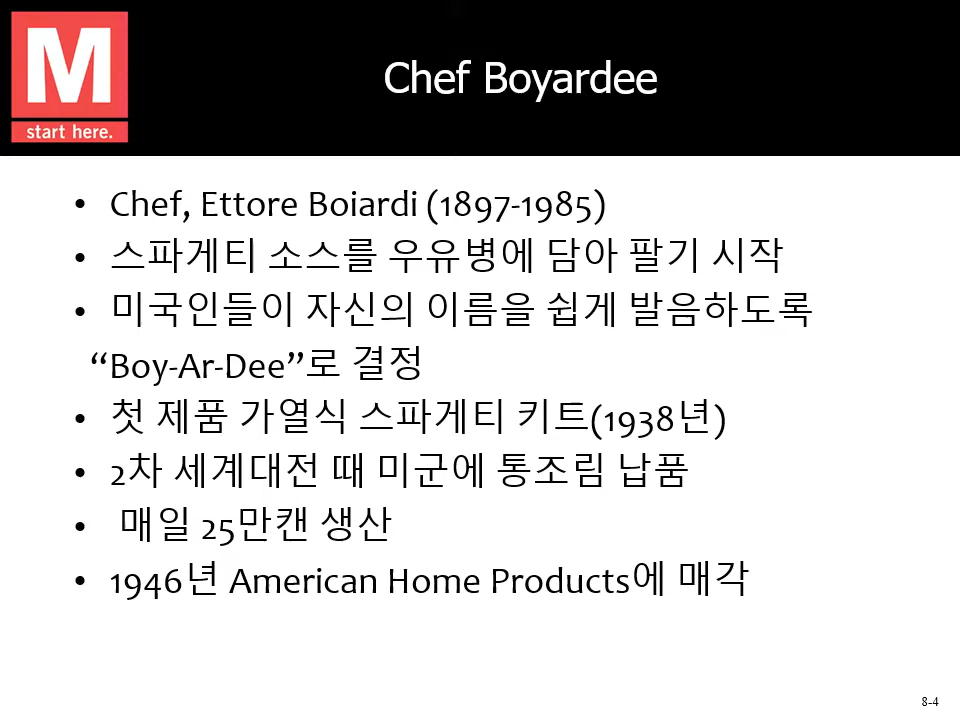 M
start here.
Chef Boyardee
• Chef, Ettore Boiardi (1897-1985)
• 스파게티 소스를 우유병에 담아 팔기 시작
• 미국인들이 자신의 이름을 쉽게 발음하도록
“Boy-Ar-Dee”로 결정
• 첫 제품 가열식 스파게티 키트(1938년)
• 2차 세계대전 때 미군에 통조림 납품
• 매일 25만캔 생산
• 1946년 American Home Products에 매각
8-4